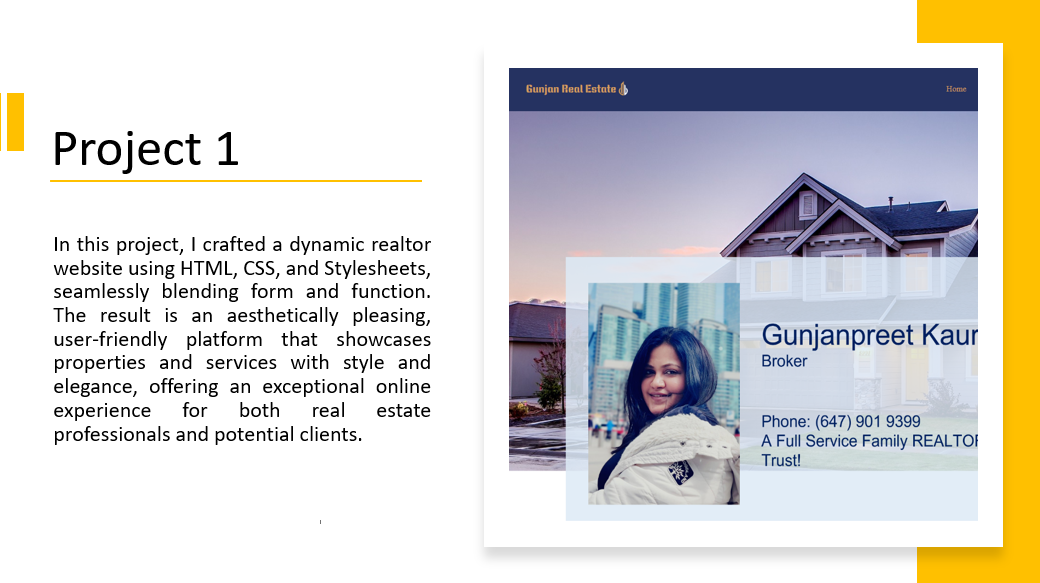 Project 1
In this project, I crafted a dynamic realtor
website using HTML, CSS, and Stylesheets,
seamlessly blending form and function.
The result is an aesthetically pleasing,
user-friendly platform that showcases
properties and services with style and
elegance, offering an exceptional online
experience for both real estate
professionals and potential clients.
Gunjan Real Estate
Home
Gunjanpreet Kaur
Broker
Phone: (647) 901 9399
A Full Service Family REALTOR
Trust!